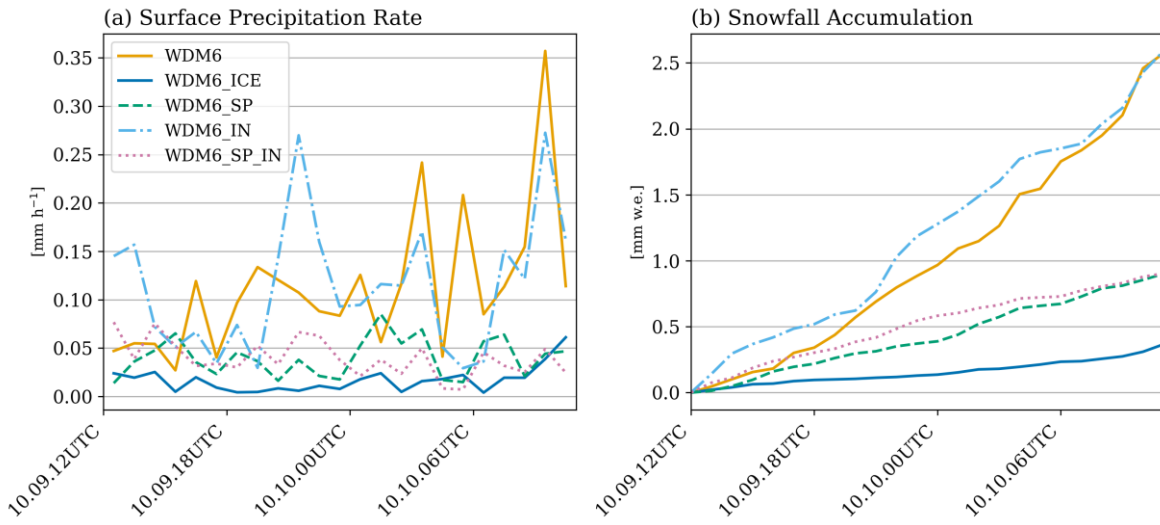 (a) Surface Precipitation Rate
[mm h⁻¹]
0.35
0.30
0.25
0.20
0.15
0.10
0.05
0.00
WDM6
WDM6_ICE
WDM6_SP
WDM6_IN
WDM6_SP_IN
10.09.12UTC
10.09.18UTC
10.10.00UTC
10.10.06UTC
(b) Snowfall Accumulation
[mm w.e.]
2.5
2.0
1.5
1.0
0.5
0.0
10.09.12UTC
10.09.18UTC
10.10.00UTC
10.10.06UTC